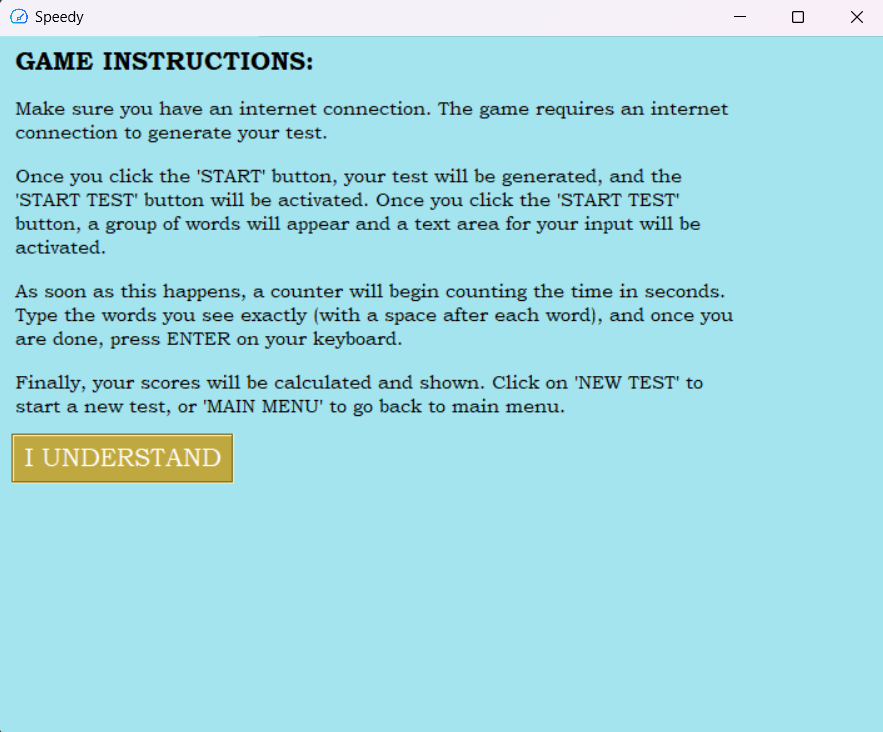 Speedy
GAME INSTRUCTIONS:
Make sure you have an internet connection. The game requires an internet
connection to generate your test.
Once you click the 'START' button, your test will be generated, and the
'START TEST' button will be activated. Once you click the 'START TEST'
button, a group of words will appear and a text area for your input will be
activated.
As soon as this happens, a counter will begin counting the time in seconds.
Type the words you see exactly (with a space after each word), and once you
are done, press ENTER on your keyboard.
Finally, your scores will be calculated and shown. Click on 'NEW TEST' to
start a new test, or 'MAIN MENU' to go back to main menu.
I UNDERSTAND